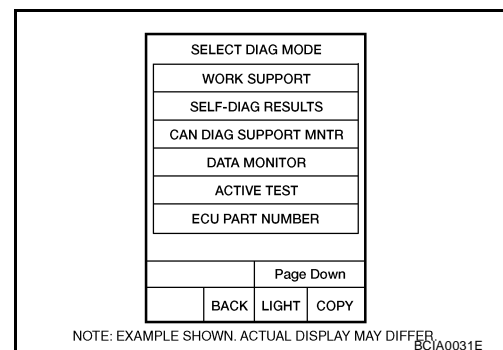 SELECT DIAG MODE
WORK SUPPORT
SELF-DIAG RESULTS
CAN DIAG SUPPORT MNTR
DATA MONITOR
ACTIVE TEST
ECU PART NUMBER
Page Down
BACK LIGHT COPY
NOTE: EXAMPLE SHOWN. ACTUAL DISPLAY MAY DIFFER.
BCIA0031E